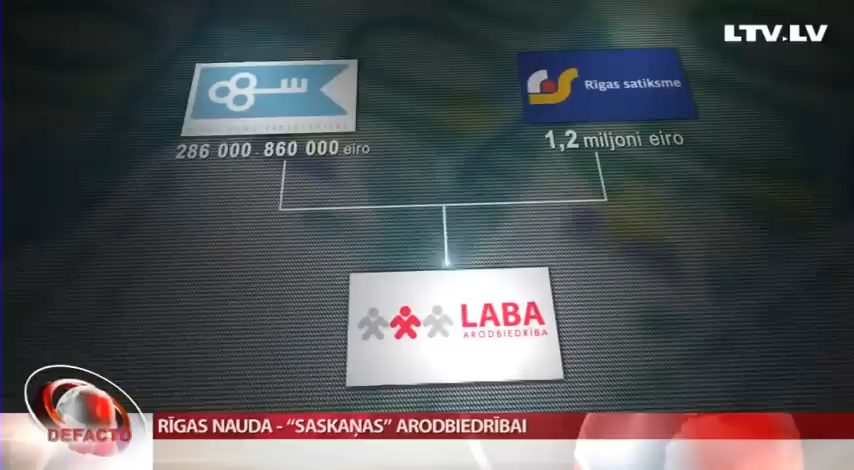 LTV.LV
Rīgas satiksme
286 000 - 860 000 eiro
1,2 miljoni eiro
LABA
ARODBIEDRĪBA
DEFACTO
RĪGAS NAUDA - “SASKAŅAS” ARODBIEDRĪBAI